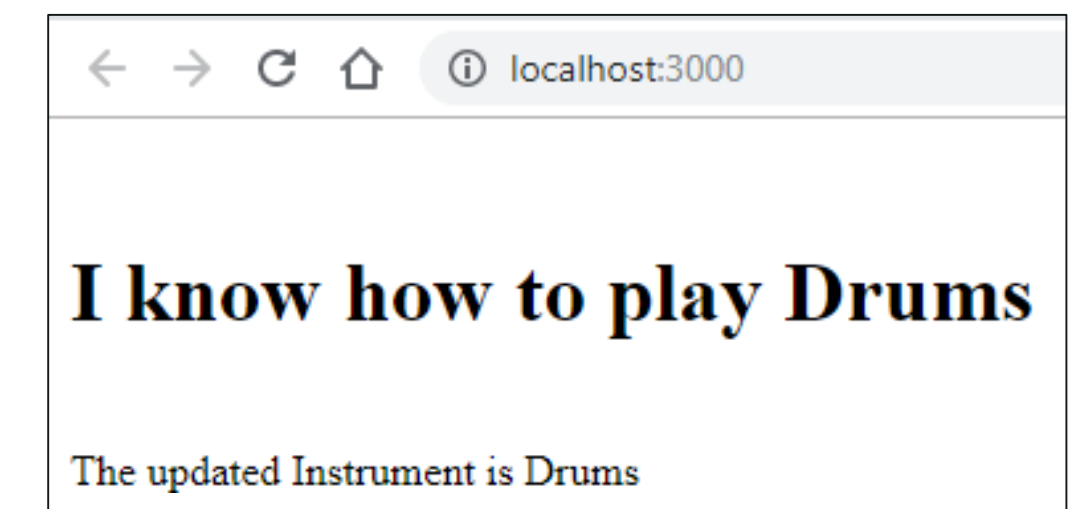 localhost:3000
I know how to play Drums
The updated Instrument is Drums